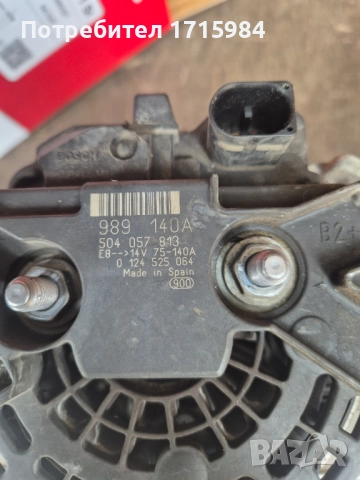 Потребител 1715984
BOSCH
989 140A
504 057 813
E8-->14V 75-140A
0 124 525 064
Made in Spain
900
B2+
BAZAR